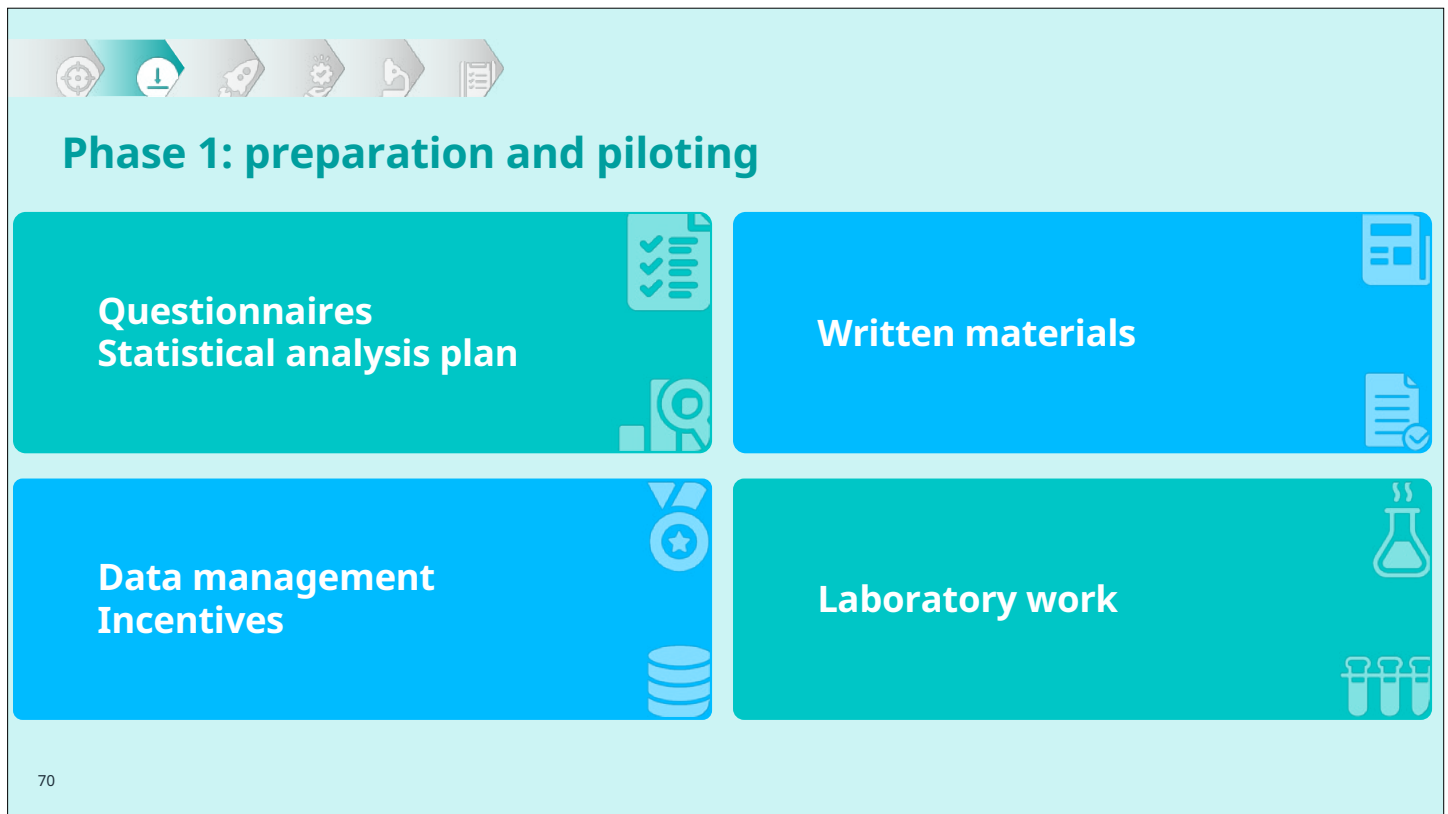 Phase 1: preparation and piloting
Questionnaires
Statistical analysis plan
Written materials
Data management
Incentives
Laboratory work
70